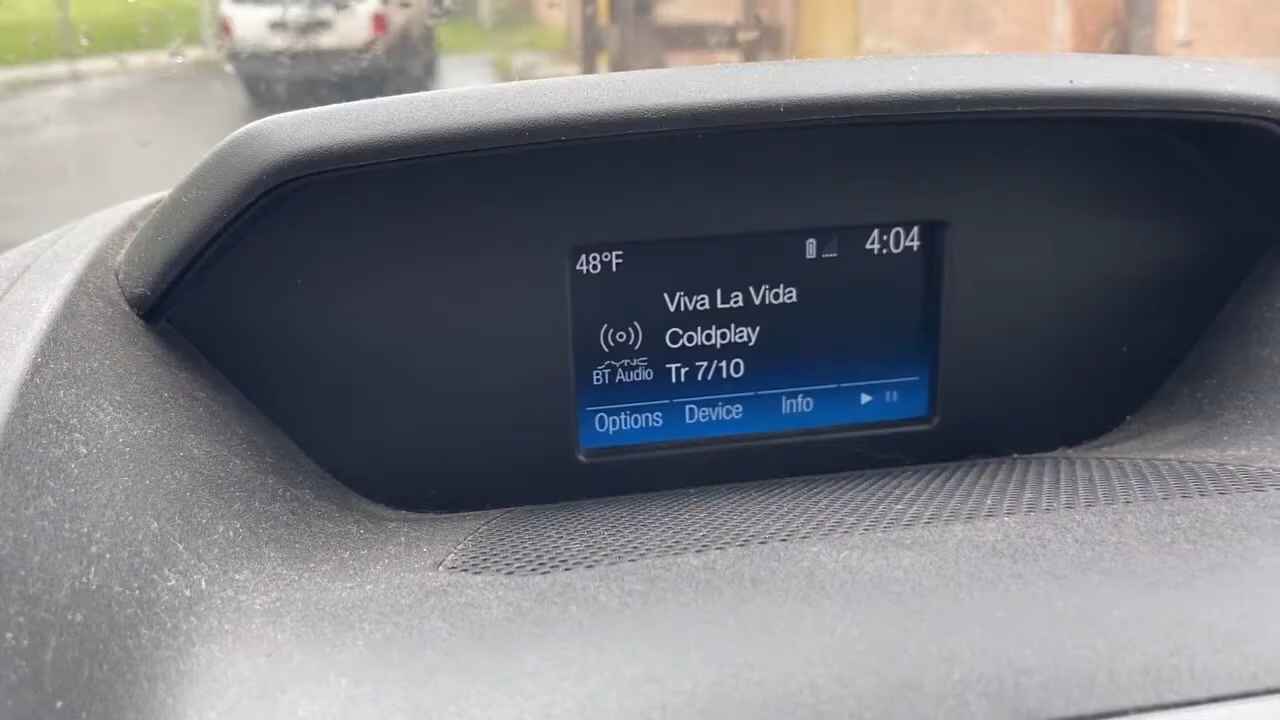 48°F 4:04
Viva La Vida
Coldplay
SYNC
BT Audio Tr 7/10
Options Device Info